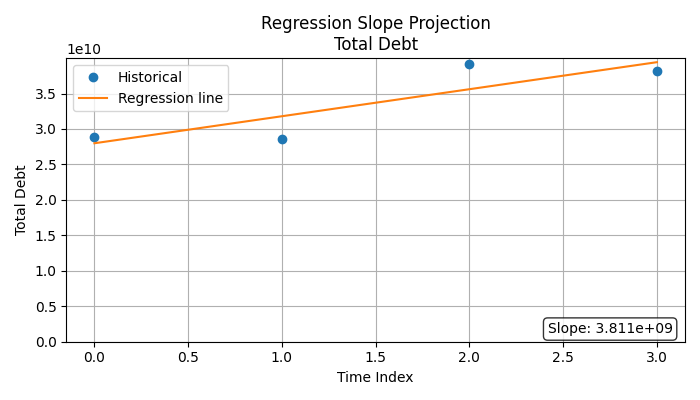 Regression Slope Projection
Total Debt
1e10
Historical
Regression line
3.5
3.0
2.5
2.0
1.5
1.0
0.5
0.0
Total Debt
Slope: 3.811e+09
0.0 0.5 1.0 1.5 2.0 2.5 3.0
Time Index